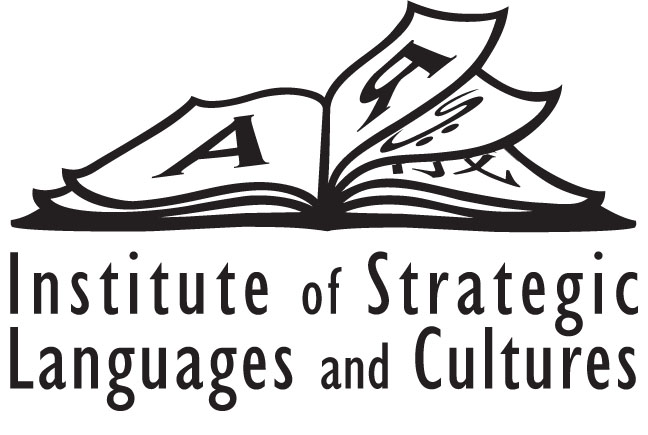 A
Institute of Strategic
Languages and Cultures